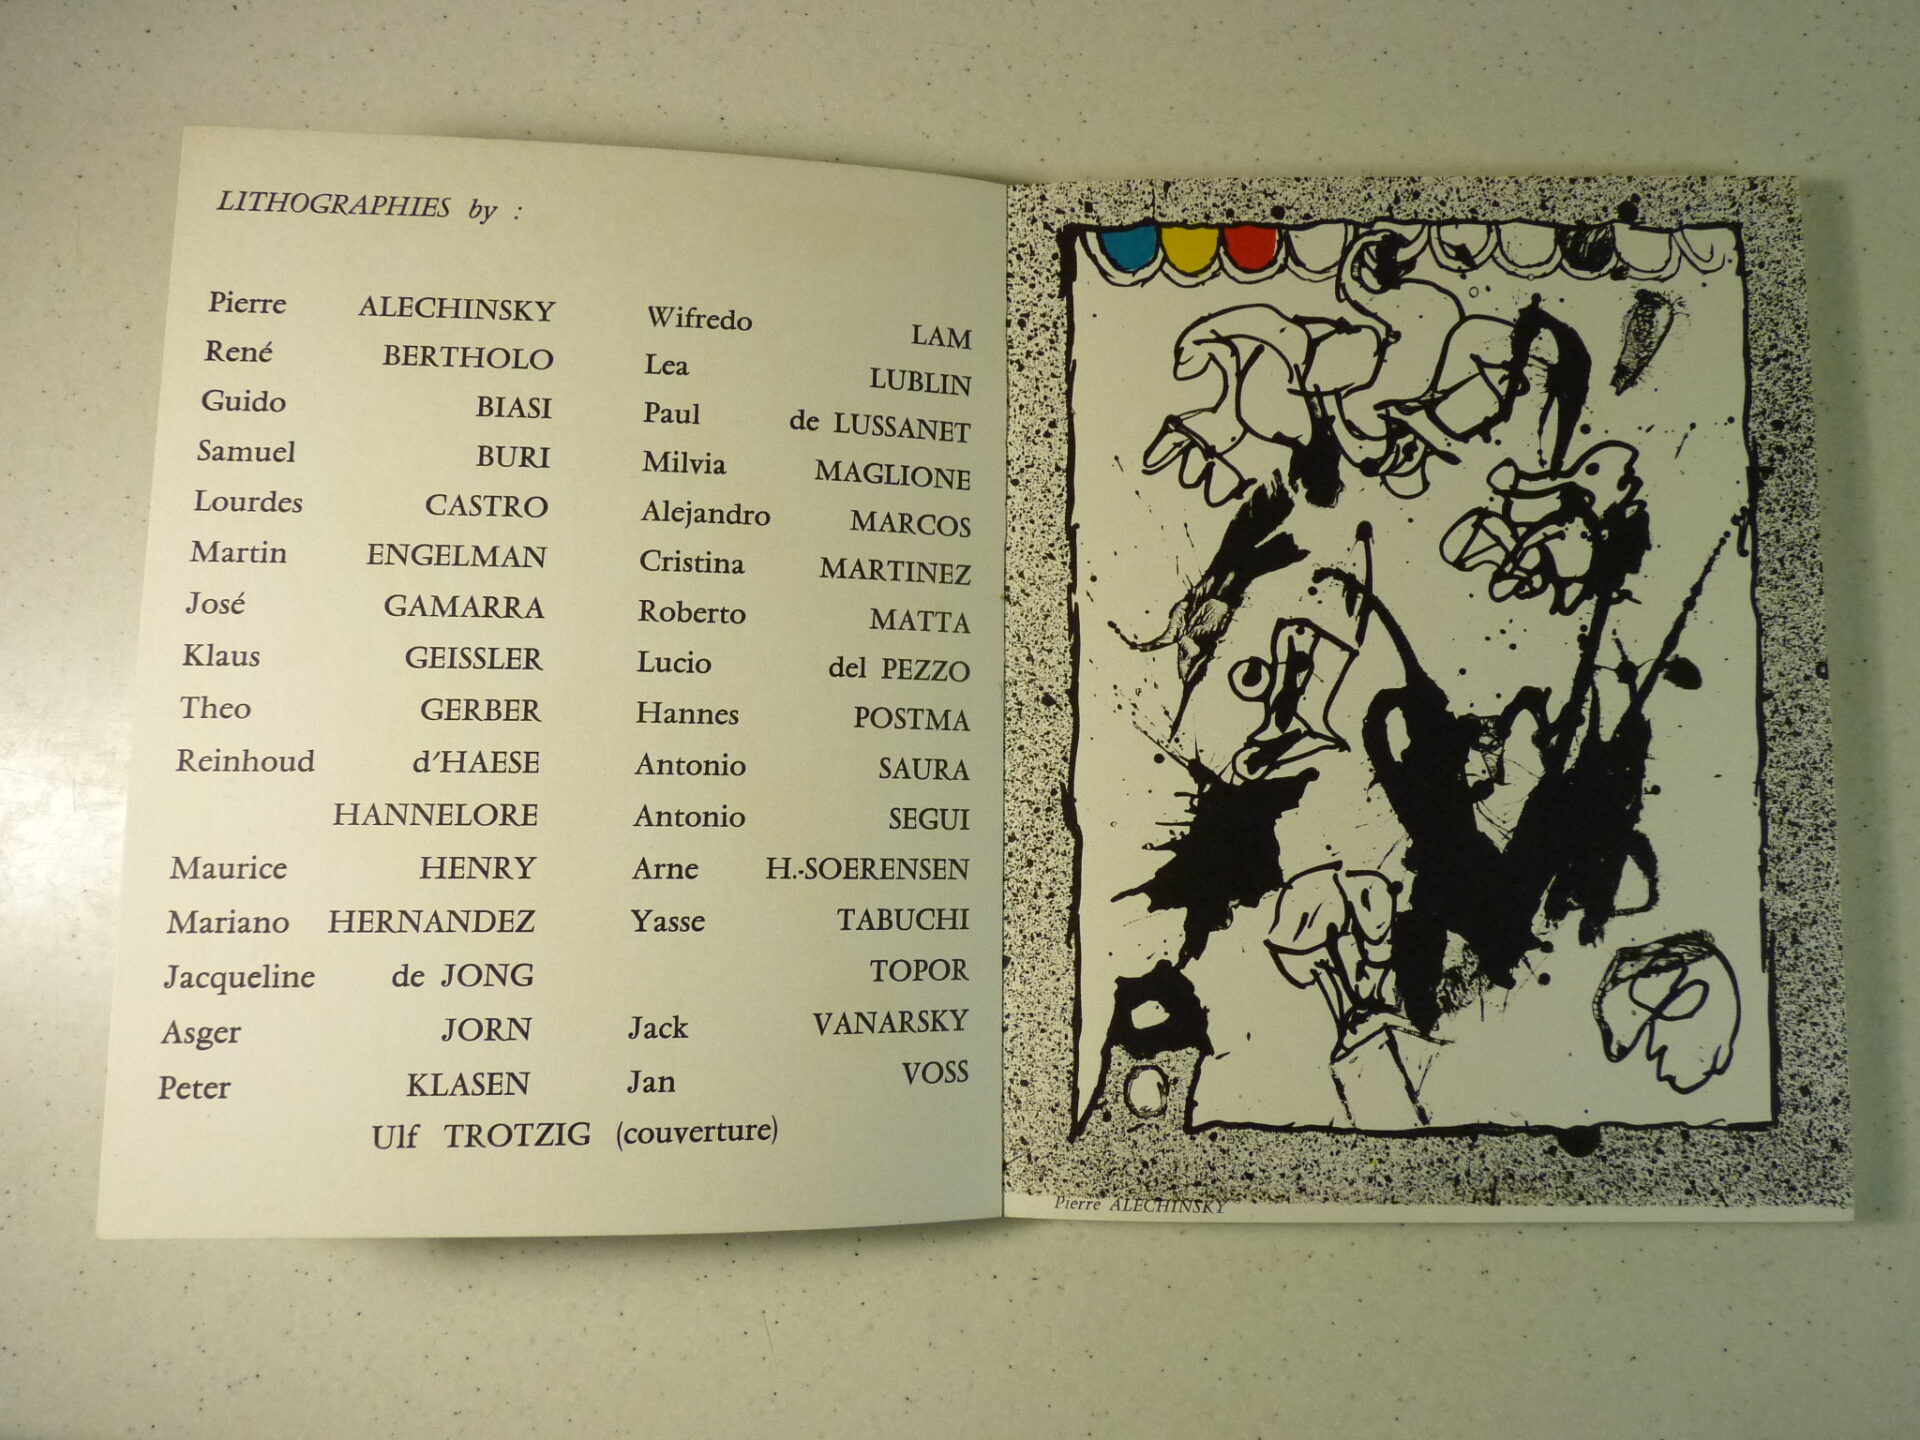 LITHOGRAPHIES by :
Pierre ALECHINSKY
René BERTHOLO
Guido BIASI
Samuel BURI
Lourdes CASTRO
Martin ENGELMAN
José GAMARRA
Klaus GEISSLER
Theo GERBER
Reinhoud d'HAESE
HANNELORE
Maurice HENRY
Mariano HERNANDEZ
Jacqueline de JONG
Asger JORN
Peter KLASEN
Wifredo LAM
Lea LUBLIN
Paul de LUSSANET
Milvia MAGLIONE
Alejandro MARCOS
Cristina MARTINEZ
Roberto MATTA
Lucio del PEZZO
Hannes POSTMA
Antonio SAURA
Antonio SEGUI
Arne H.-SOERENSEN
Yasse TABUCHI
TOPOR
Jack VANARSKY
Jan VOSS
Ulf TROTZIG (couverture)
Pierre ALECHINSKY